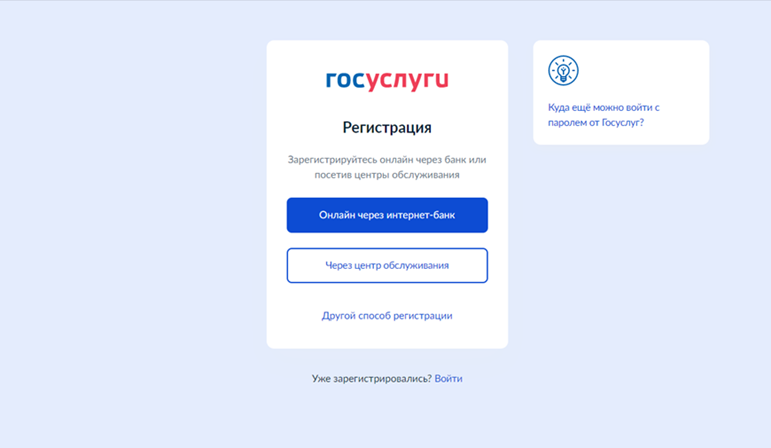 госуслуги
Регистрация
Зарегистрируйтесь онлайн через банк или
посетив центры обслуживания
Онлайн через интернет-банк
Через центр обслуживания
Другой способ регистрации
Уже зарегистрировались? Войти
Куда ещё можно войти с
паролем от Госуслуг?